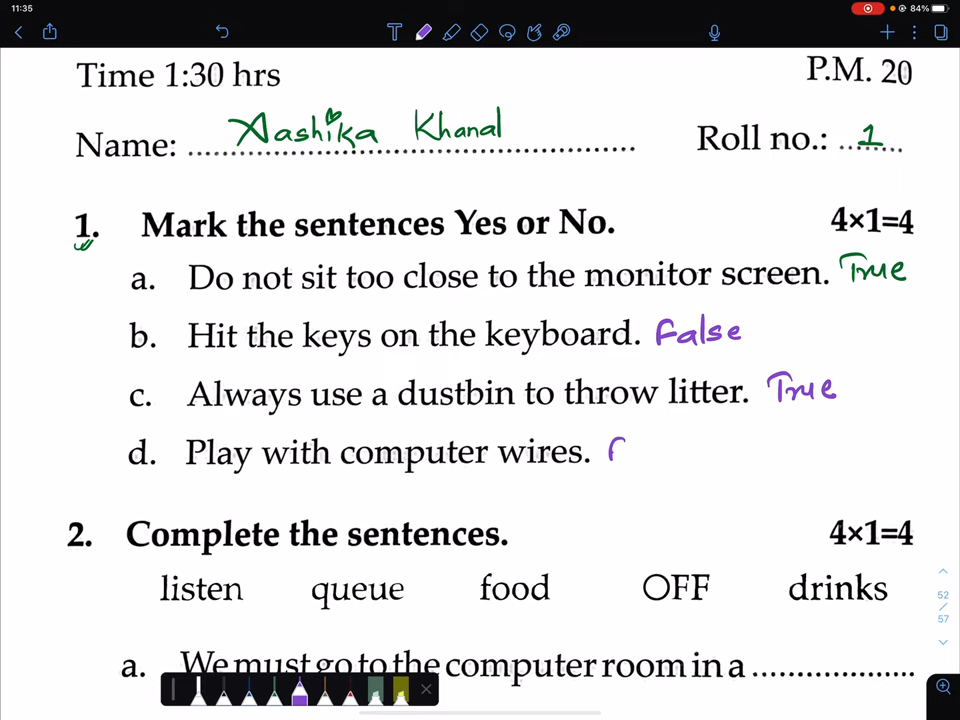 11:35
84%
Time 1:30 hrs P.M. 20
Name: Aashika Khanal Roll no.: 1
1. Mark the sentences Yes or No. 4×1=4
a. Do not sit too close to the monitor screen. True
b. Hit the keys on the keyboard. False
c. Always use a dustbin to throw litter. True
d. Play with computer wires.
2. Complete the sentences. 4×1=4
listen queue food OFF drinks
52
/
57
a. We must go to the computer room in a ...................